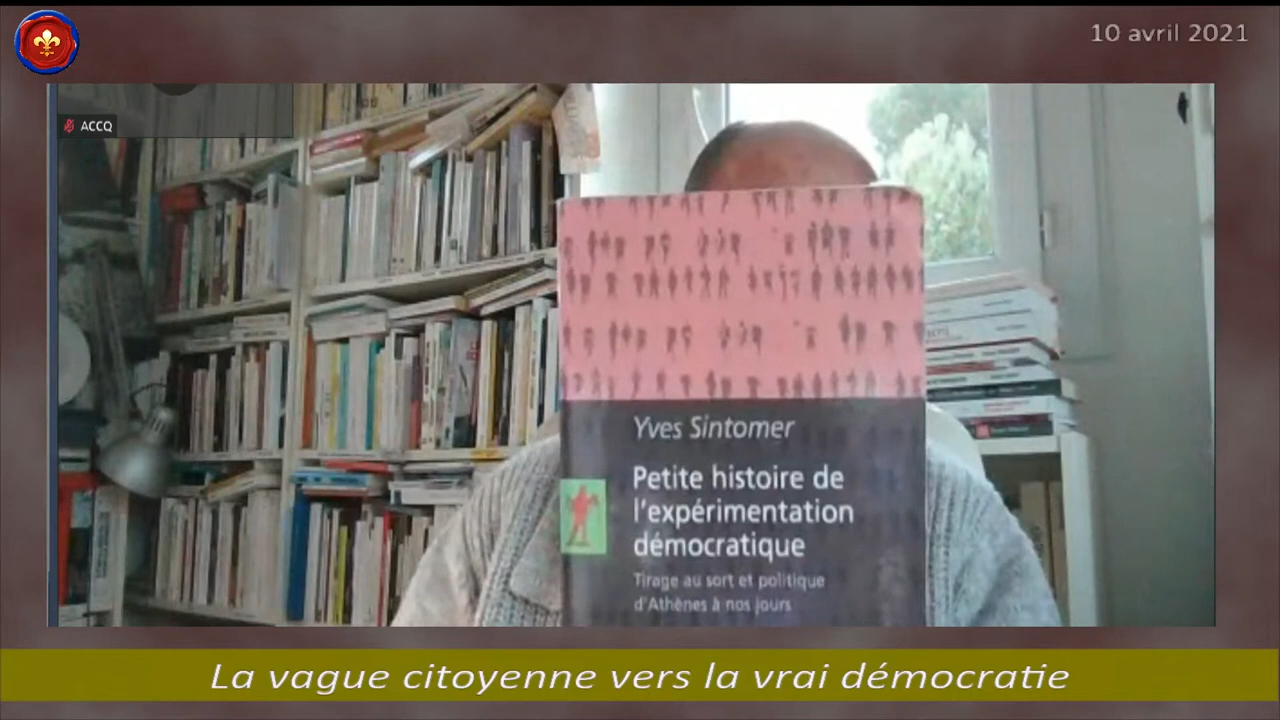 10 avril 2021
ACCQ
Yves Sintomer
Petite histoire de
l'expérimentation
démocratique
Tirage au sort et politique
d'Athènes à nos jours
La vague citoyenne vers la vrai démocratie